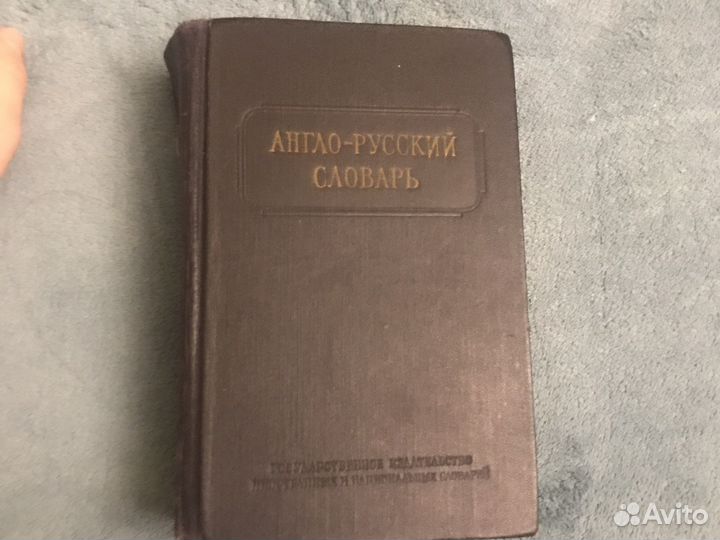 АНГЛО-РУССКИЙ
СЛОВАРЬ
ГОСУДАРСТВЕННОЕ ИЗДАТЕЛЬСТВО
ИНОСТРАННЫХ И НАЦИОНАЛЬНЫХ СЛОВАРЕЙ
Avito